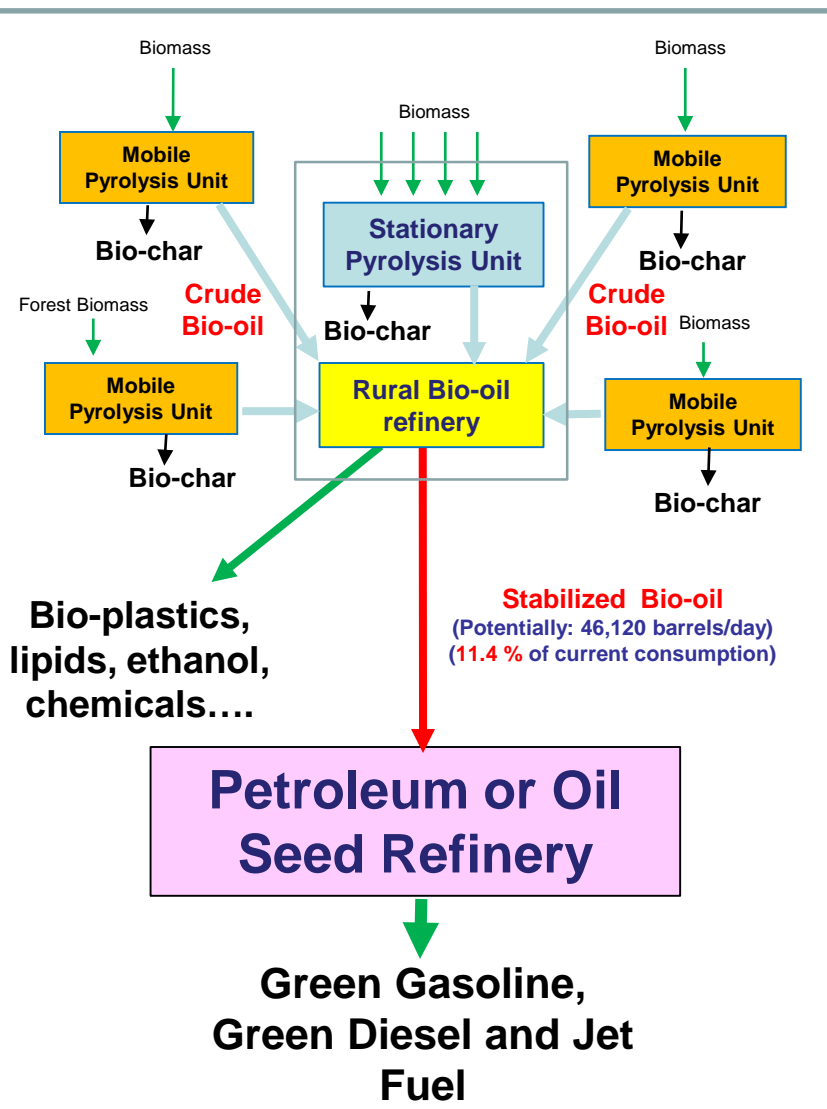 Biomass
Mobile
Pyrolysis Unit
Bio-char
Biomass
Stationary
Pyrolysis Unit
Bio-char
Biomass
Mobile
Pyrolysis Unit
Bio-char
Crude
Bio-oil
Crude
Bio-oil
Forest Biomass
Mobile
Pyrolysis Unit
Bio-char
Rural Bio-oil
refinery
Biomass
Mobile
Pyrolysis Unit
Bio-char
Bio-plastics,
lipids, ethanol,
chemicals….
Stabilized Bio-oil
(Potentially: 46,120 barrels/day)
(11.4 % of current consumption)
Petroleum or Oil
Seed Refinery
Green Gasoline,
Green Diesel and Jet
Fuel